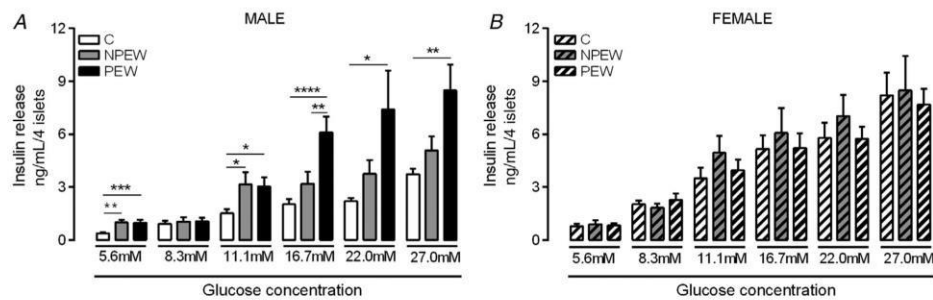 A
MALE
Insulin release
ng/mL/4 islets
12
9
6
3
0
C
NPEW
PEW
***
**
*
*
****
**
*
**
5.6mM 8.3mM 11.1mM 16.7mM 22.0mM 27.0mM
Glucose concentration
B
FEMALE
Insulin release
ng/mL/4 islets
12
9
6
3
0
C
NPEW
PEW
5.6mM 8.3mM 11.1mM 16.7mM 22.0mM 27.0mM
Glucose concentration